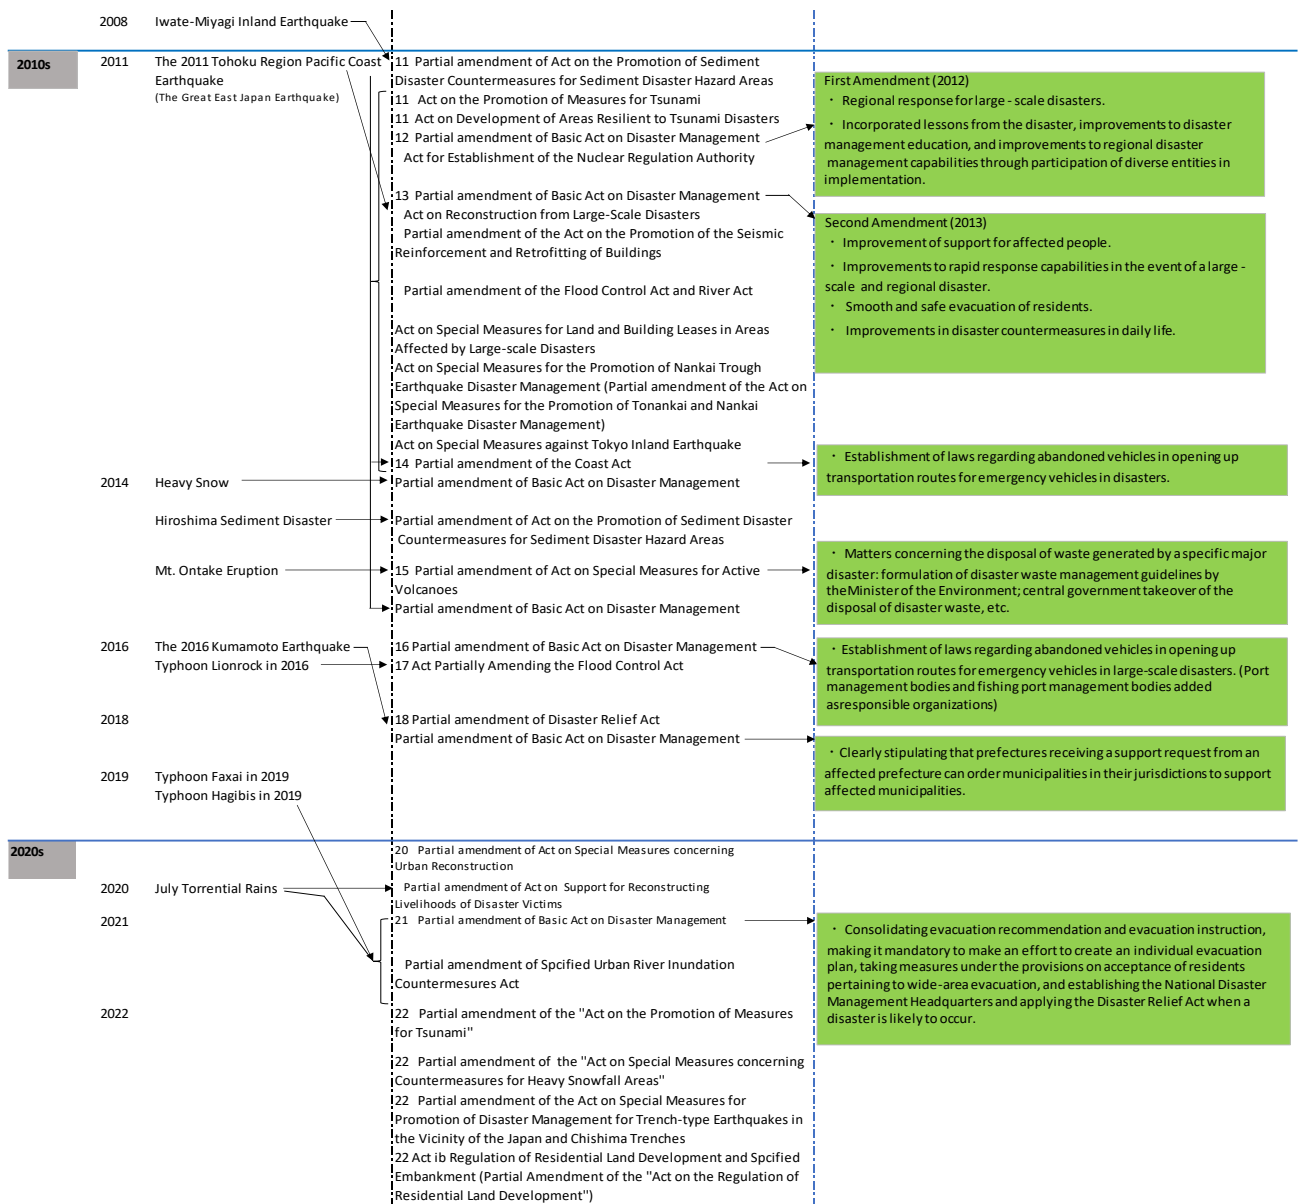 2008 Iwate-Miyagi Inland Earthquake
2010s
2011 The 2011 Tohoku Region Pacific Coast
Earthquake
(The Great East Japan Earthquake)
11 Partial amendment of Act on the Promotion of Sediment
Disaster Countermeasures for Sediment Disaster Hazard Areas
11 Act on the Promotion of Measures for Tsunami
11 Act on Development of Areas Resilient to Tsunami Disasters
12 Partial amendment of Basic Act on Disaster Management
Act for Establishment of the Nuclear Regulation Authority
First Amendment (2012)
・ Regional response for large - scale disasters.
・ Incorporated lessons from the disaster, improvements to disaster
management education, and improvements to regional disaster
management capabilities through participation of diverse entities in
implementation.
13 Partial amendment of Basic Act on Disaster Management
Act on Reconstruction from Large-Scale Disasters
Partial amendment of the Act on the Promotion of the Seismic
Reinforcement and Retrofitting of Buildings
Partial amendment of the Flood Control Act and River Act
Second Amendment (2013)
・ Improvement of support for affected people.
・ Improvements to rapid response capabilities in the event of a large -
scale and regional disaster.
・ Smooth and safe evacuation of residents.
・ Improvements in disaster countermeasures in daily life.
Act on Special Measures for Land and Building Leases in Areas
Affected by Large-scale Disasters
Act on Special Measures for the Promotion of Nankai Trough
Earthquake Disaster Management (Partial amendment of the Act on
Special Measures for the Promotion of Tonankai and Nankai
Earthquake Disaster Management)
Act on Special Measures against Tokyo Inland Earthquake
14 Partial amendment of the Coast Act
2014 Heavy Snow
Partial amendment of Basic Act on Disaster Management
・ Establishment of laws regarding abandoned vehicles in opening up
transportation routes for emergency vehicles in disasters.
Hiroshima Sediment Disaster
Partial amendment of Act on the Promotion of Sediment Disaster
Countermeasures for Sediment Disaster Hazard Areas
Mt. Ontake Eruption
15 Partial amendment of Act on Special Measures for Active
Volcanoes
Partial amendment of Basic Act on Disaster Management
・ Matters concerning the disposal of waste generated by a specific major
disaster: formulation of disaster waste management guidelines by
the Minister of the Environment; central government takeover of the
disposal of disaster waste, etc.
2016 The 2016 Kumamoto Earthquake
Typhoon Lionrock in 2016
16 Partial amendment of Basic Act on Disaster Management
17 Act Partially Amending the Flood Control Act
・ Establishment of laws regarding abandoned vehicles in opening up
transportation routes for emergency vehicles in large-scale disasters. (Port
management bodies and fishing port management bodies added
asresponsible organizations)
2018
18 Partial amendment of Disaster Relief Act
Partial amendment of Basic Act on Disaster Management
・ Clearly stipulating that prefectures receiving a support request from an
affected prefecture can order municipalities in their jurisdictions to support
affected municipalities.
2019 Typhoon Faxai in 2019
Typhoon Hagibis in 2019
2020s
20 Partial amendment of Act on Special Measures concerning
Urban Reconstruction
2020 July Torrential Rains
Partial amendment of Act on Support for Reconstructing
Livelihoods of Disaster Victims
2021
21 Partial amendment of Basic Act on Disaster Management
Partial amendment of Spcified Urban River Inundation
Countermesures Act
・ Consolidating evacuation recommendation and evacuation instruction,
making it mandatory to make an effort to create an individual evacuation
plan, taking measures under the provisions on acceptance of residents
pertaining to wide-area evacuation, and establishing the National Disaster
Management Headquarters and applying the Disaster Relief Act when a
disaster is likely to occur.
2022
22 Partial amendment of the "Act on the Promotion of Measures
for Tsunami"
22 Partial amendment of the "Act on Special Measures concerning
Countermeasures for Heavy Snowfall Areas"
22 Partial amendment of the Act on Special Measures for
Promotion of Disaster Management for Trench-type Earthquakes in
the Vicinity of the Japan and Chishima Trenches
22 Act ib Regulation of Residential Land Development and Spcified
Embankment (Partial Amendment of the "Act on the Regulation of
Residential Land Development")